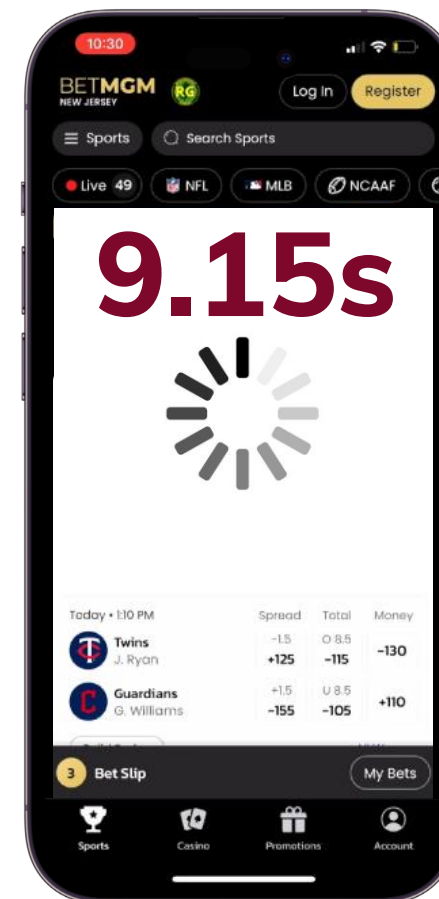 10:30
BETMGM
NEW JERSEY
RG
Log In
Register
Sports
Search Sports
Live 49
NFL
MLB
NCAAF
9.15s
Today • 1:10 PM Spread Total Money
-1.5 O 8.5
Twins
J. Ryan
+125 -115 -130
+1.5 U 8.5
Guardians
G. Williams
-155 -105 +110
3 Bet Slip
My Bets
Sports Casino Promotions Account